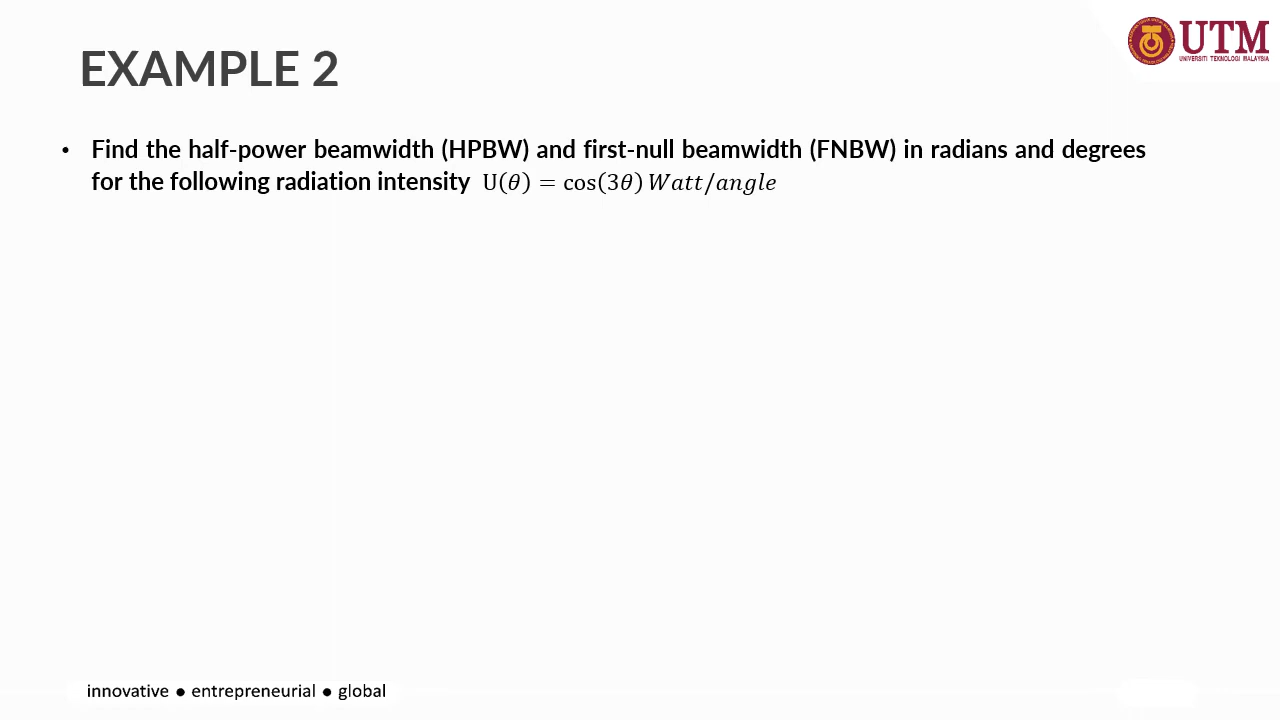 UTM
UNIVERSITI TEKNOLOGI MALAYSIA
EXAMPLE 2
• Find the half-power beamwidth (HPBW) and first-null beamwidth (FNBW) in radians and degrees
for the following radiation intensity U(θ) = cos(3θ) Watt/angle
innovative ● entrepreneurial ● global